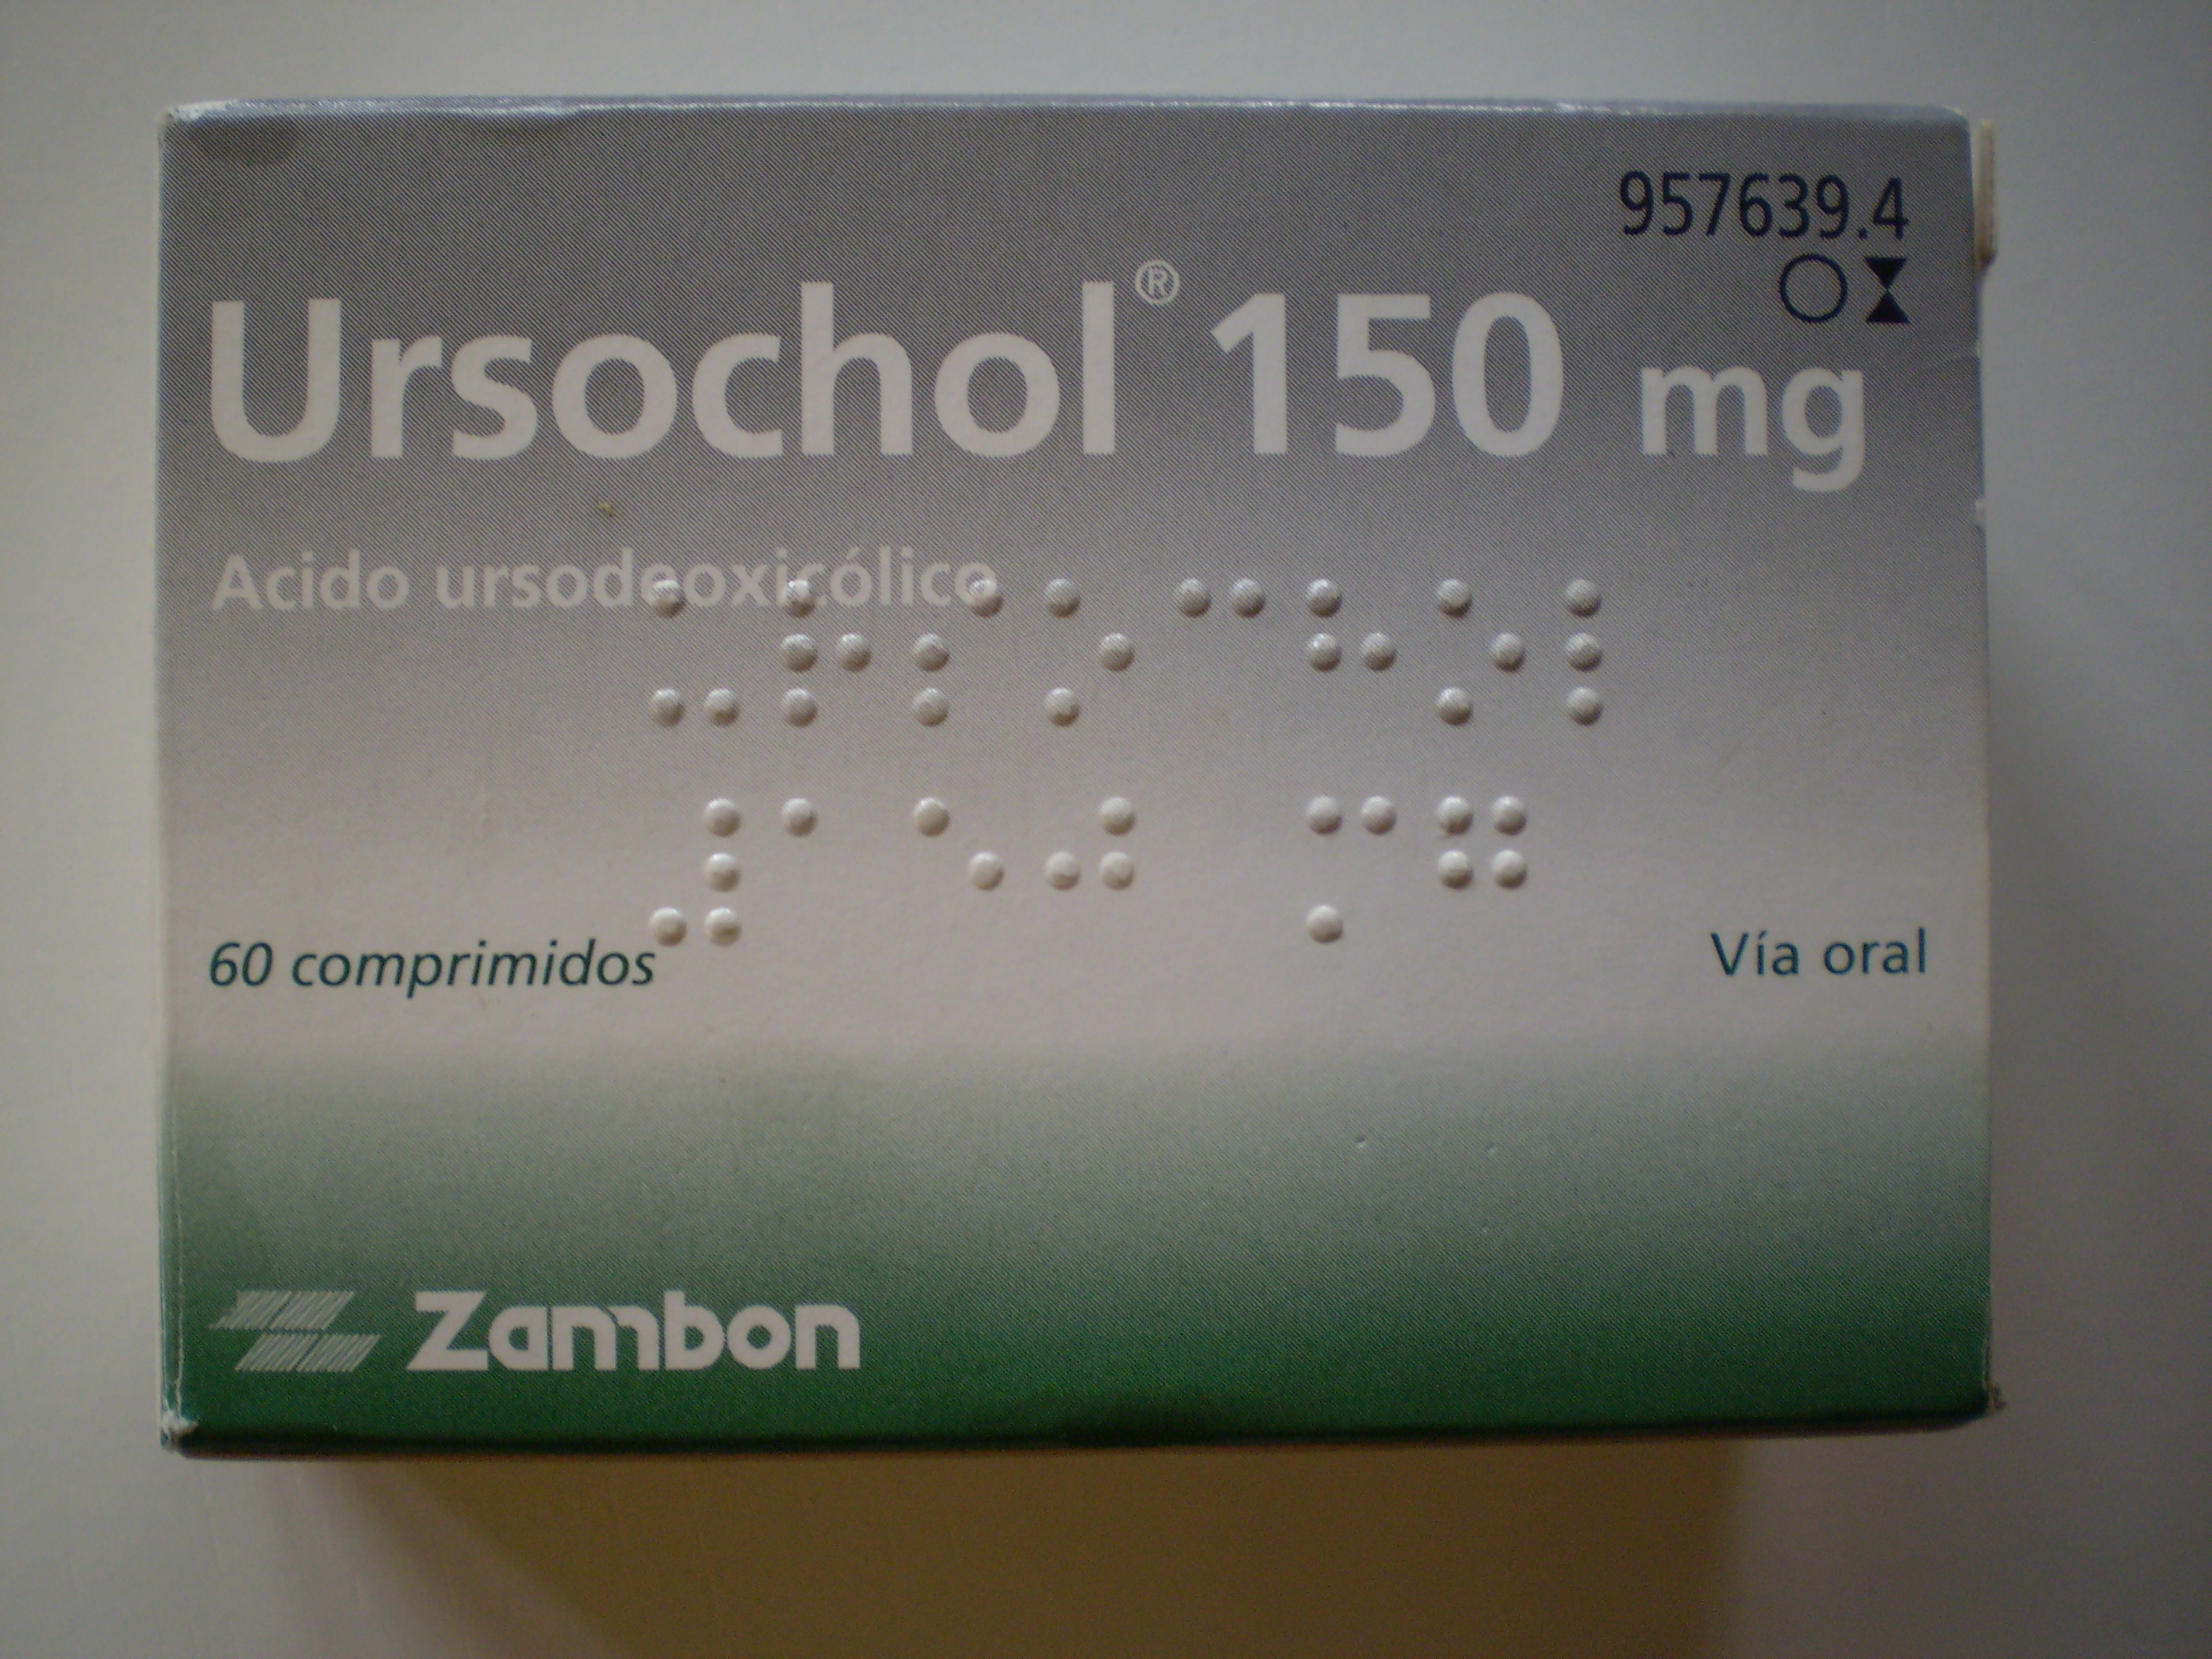 957639.4
Ursochol® 150 mg
Acido ursodeoxicólico
⠥⠗⠎⠕⠉⠓⠕⠇
⠼⠁⠑⠚ ⠍⠛
60 comprimidos
Vía oral
Zambon